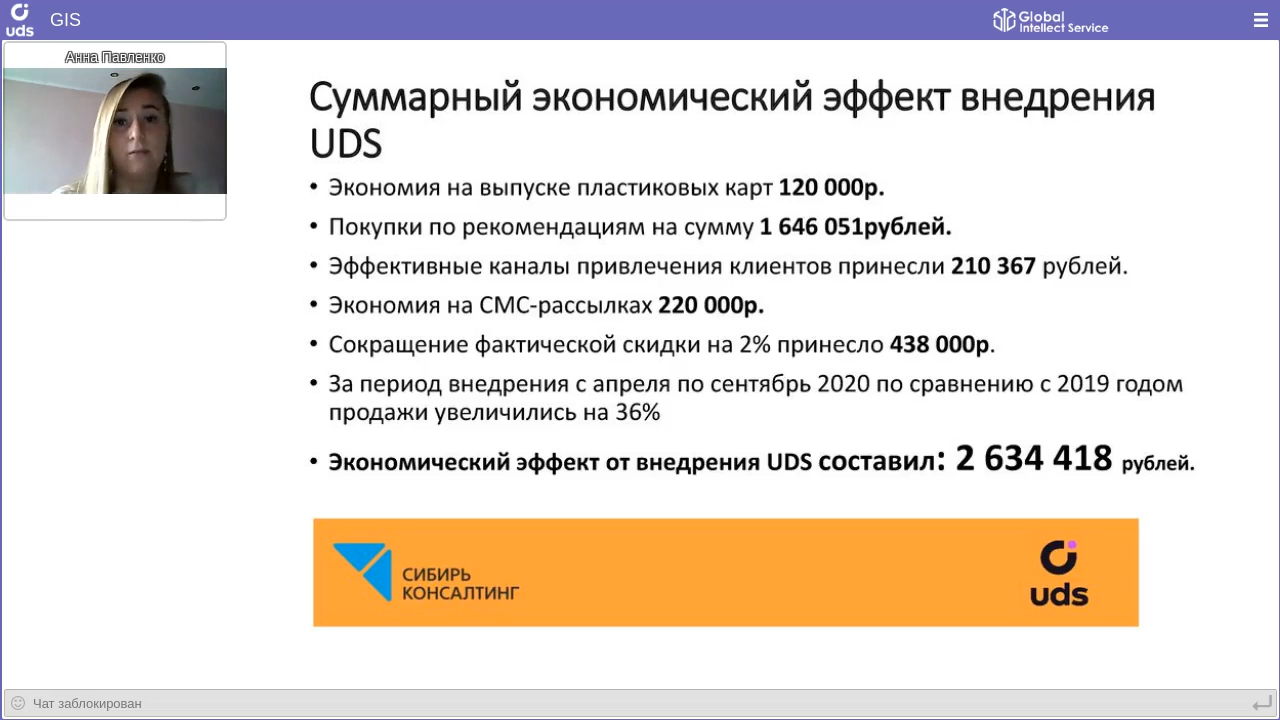 uds
GIS
Global
Intellect Service
Анна Павленко
Суммарный экономический эффект внедрения
UDS
• Экономия на выпуске пластиковых карт 120 000р.
• Покупки по рекомендациям на сумму 1 646 051рублей.
• Эффективные каналы привлечения клиентов принесли 210 367 рублей.
• Экономия на СМС-рассылках 220 000р.
• Сокращение фактической скидки на 2% принесло 438 000р.
• За период внедрения с апреля по сентябрь 2020 по сравнению с 2019 годом
продажи увеличились на 36%
• Экономический эффект от внедрения UDS составил: 2 634 418 рублей.
СИБИРЬ
КОНСАЛТИНГ
uds
Чат заблокирован